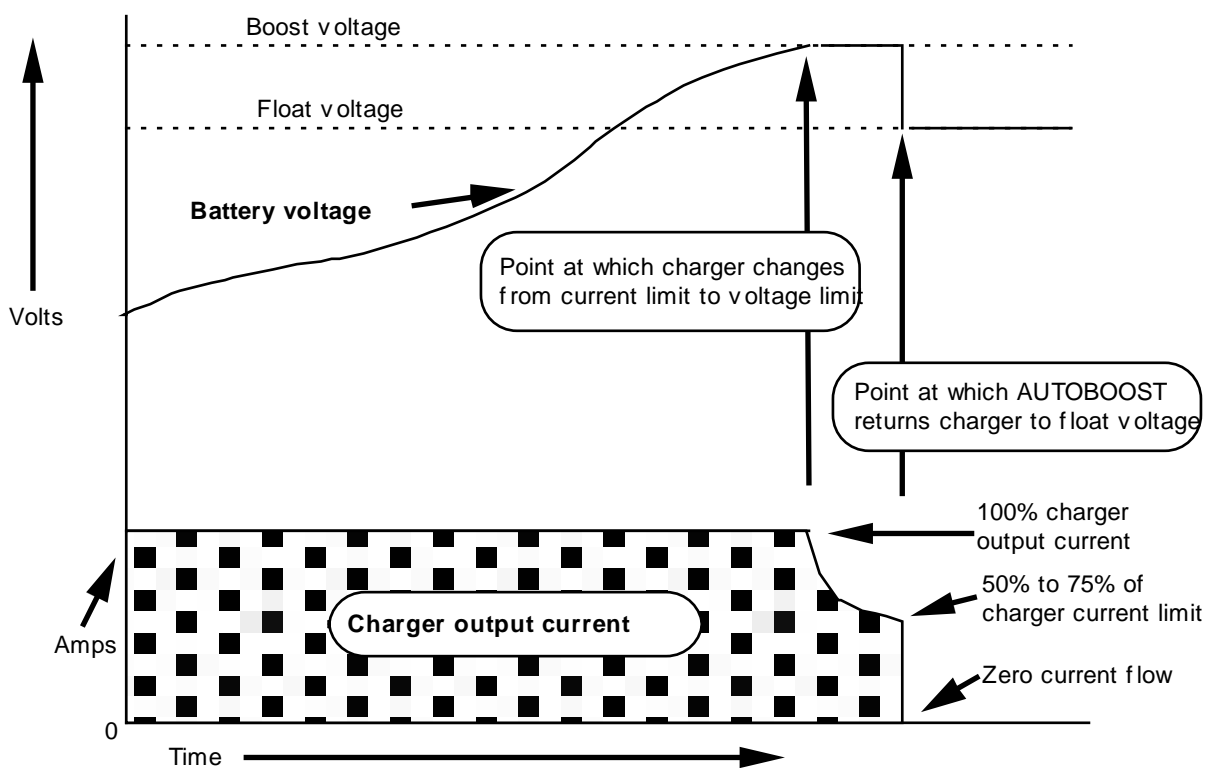 Boost voltage
Float voltage
Battery voltage
Point at which charger changes
from current limit to voltage limit
Volts
Point at which AUTOBOOST
returns charger to float voltage
100% charger
output current
50% to 75% of
charger current limit
Charger output current
Amps
Zero current flow
0
Time